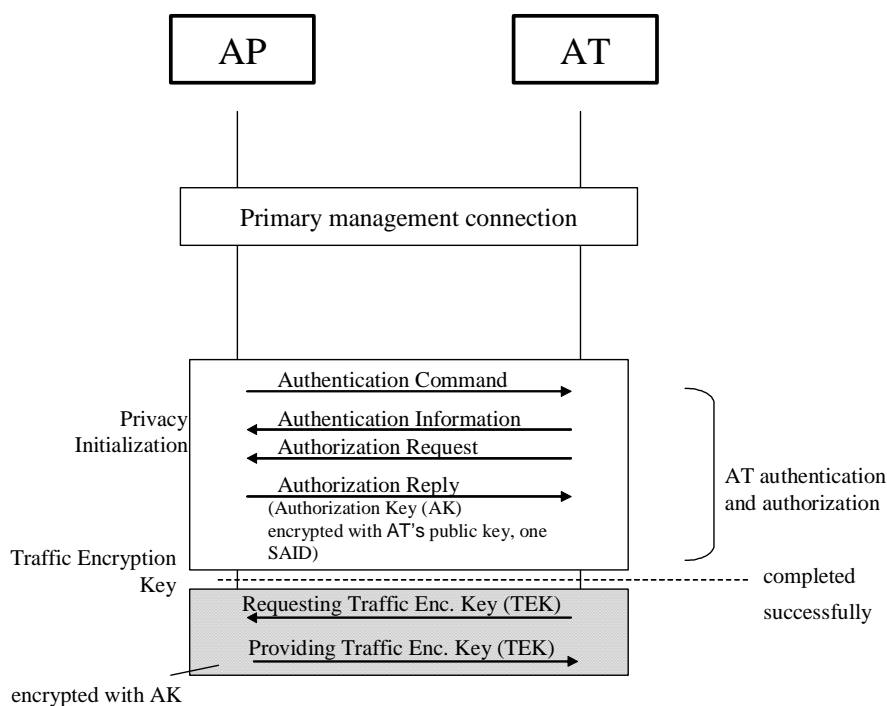 AP
AT
Primary management connection
Authentication Command
Privacy
Initialization
Authentication Information
Authorization Request
Authorization Reply
(Authorization Key (AK)
encrypted with AT's public key, one
SAID)
AT authentication
and authorization
Traffic Encryption
Key
completed
successfully
Requesting Traffic Enc. Key (TEK)
Providing Traffic Enc. Key (TEK)
encrypted with AK